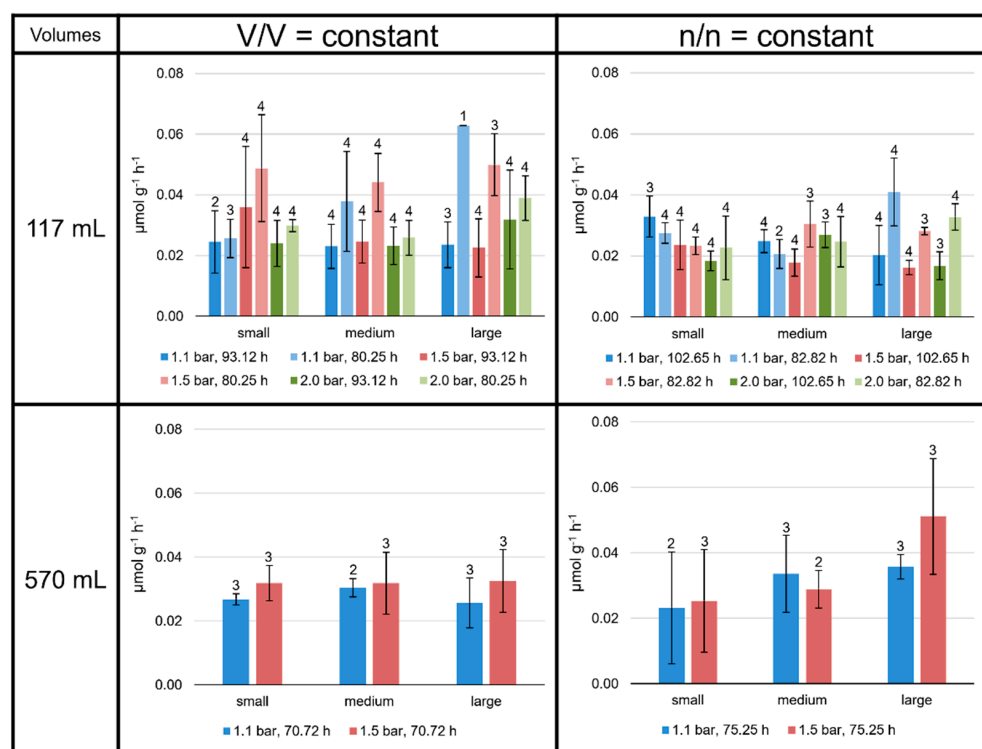 Volumes V/V = constant n/n = constant
117 mL
µmol g⁻¹ h⁻¹
0.08
0.06
0.04
0.02
0.00
2 3 4 4 4 4
4 4 4 4 4 4
3 1 4 3 4 4
small medium large
1.1 bar, 93.12 h 1.1 bar, 80.25 h 1.5 bar, 93.12 h
1.5 bar, 80.25 h 2.0 bar, 93.12 h 2.0 bar, 80.25 h
µmol g⁻¹ h⁻¹
0.08
0.06
0.04
0.02
0.00
3 4 4 4 4 4
4 2 4 3 3 4
4 4 4 3 4 4
small medium large
1.1 bar, 102.65 h 1.1 bar, 82.82 h 1.5 bar, 102.65 h
1.5 bar, 82.82 h 2.0 bar, 102.65 h 2.0 bar, 82.82 h
570 mL
µmol g⁻¹ h⁻¹
0.08
0.06
0.04
0.02
0.00
3 3 2 3 3 3
small medium large
1.1 bar, 70.72 h 1.5 bar, 70.72 h
µmol g⁻¹ h⁻¹
0.08
0.06
0.04
0.02
0.00
2 3 3 2 3 3
small medium large
1.1 bar, 75.25 h 1.5 bar, 75.25 h